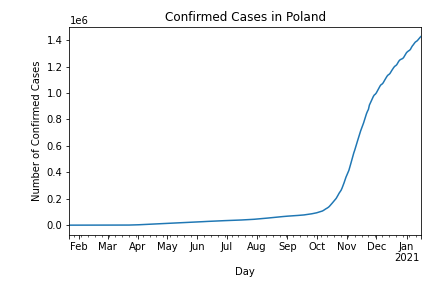 Confirmed Cases in Poland
1e6
Number of Confirmed Cases
1.4
1.2
1.0
0.8
0.6
0.4
0.2
0.0
Feb Mar Apr May Jun Jul Aug Sep Oct Nov Dec Jan
2021
Day